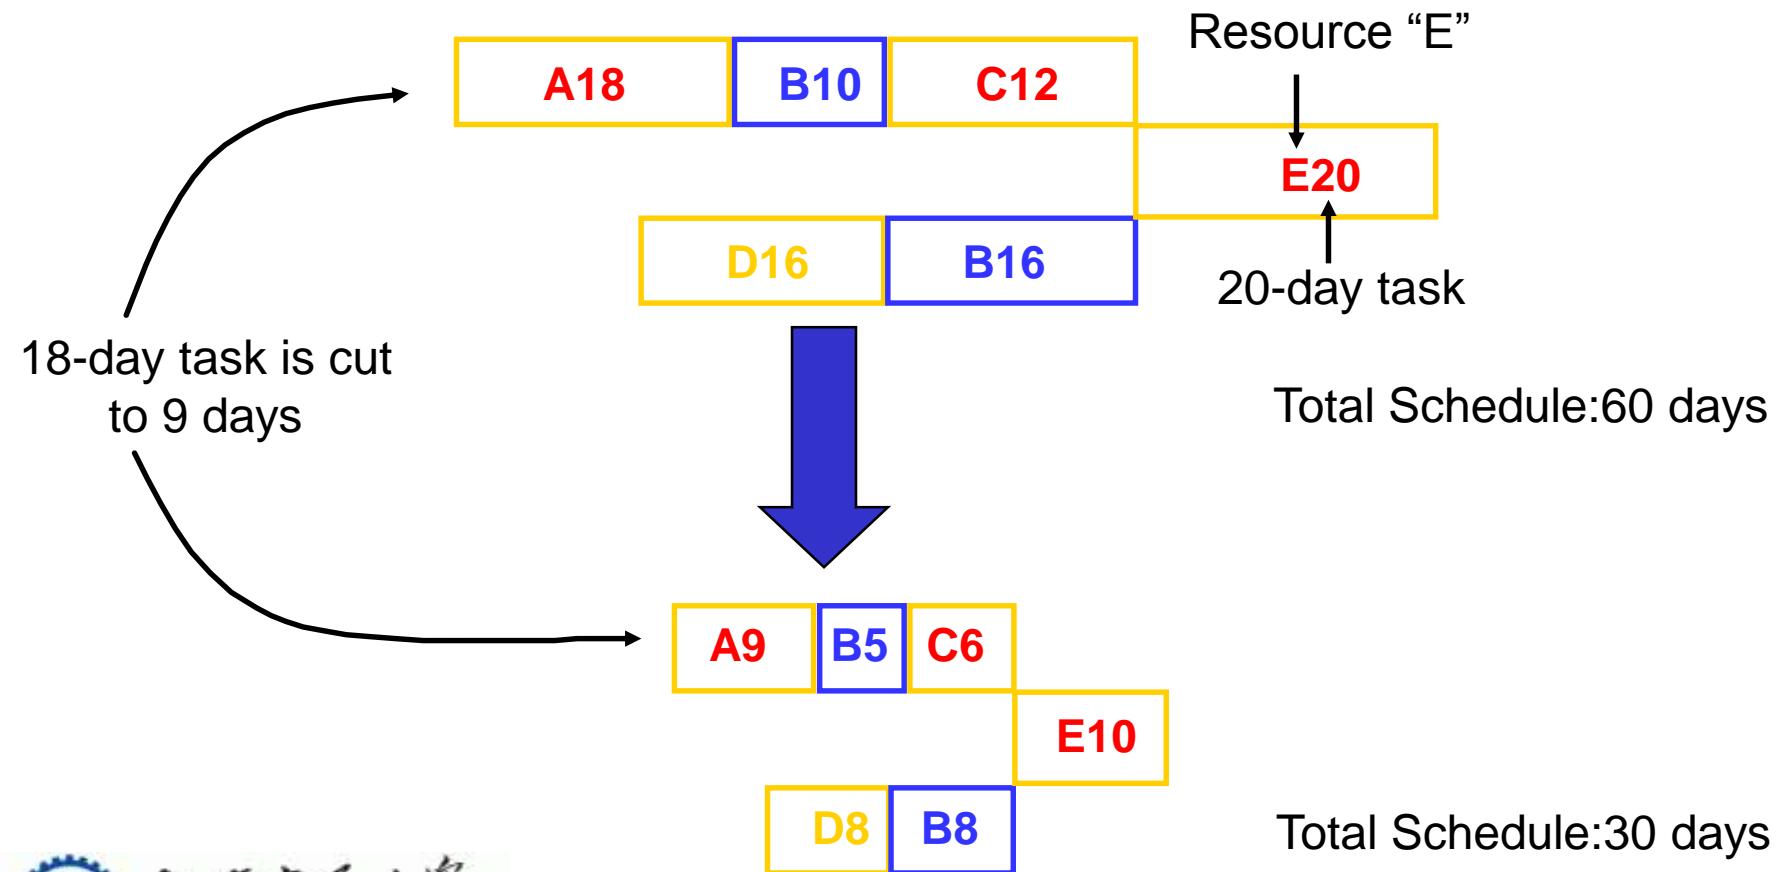 Resource “E”
A18 B10 C12
E20
D16 B16
20-day task
18-day task is cut
to 9 days
Total Schedule:60 days
A9 B5 C6
E10
D8 B8
Total Schedule:30 days